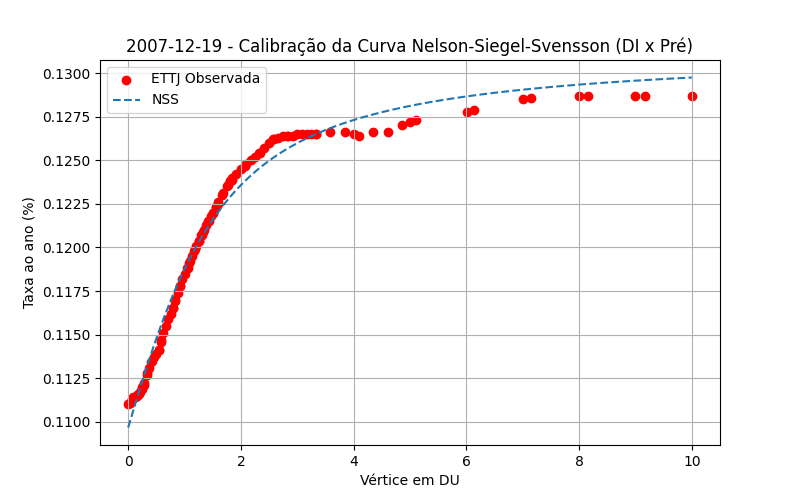 2007-12-19 - Calibração da Curva Nelson-Siegel-Svensson (DI x Pré)
ETTJ Observada
NSS
Taxa ao ano (%)
0.1300
0.1275
0.1250
0.1225
0.1200
0.1175
0.1150
0.1125
0.1100
0 2 4 6 8 10
Vértice em DU